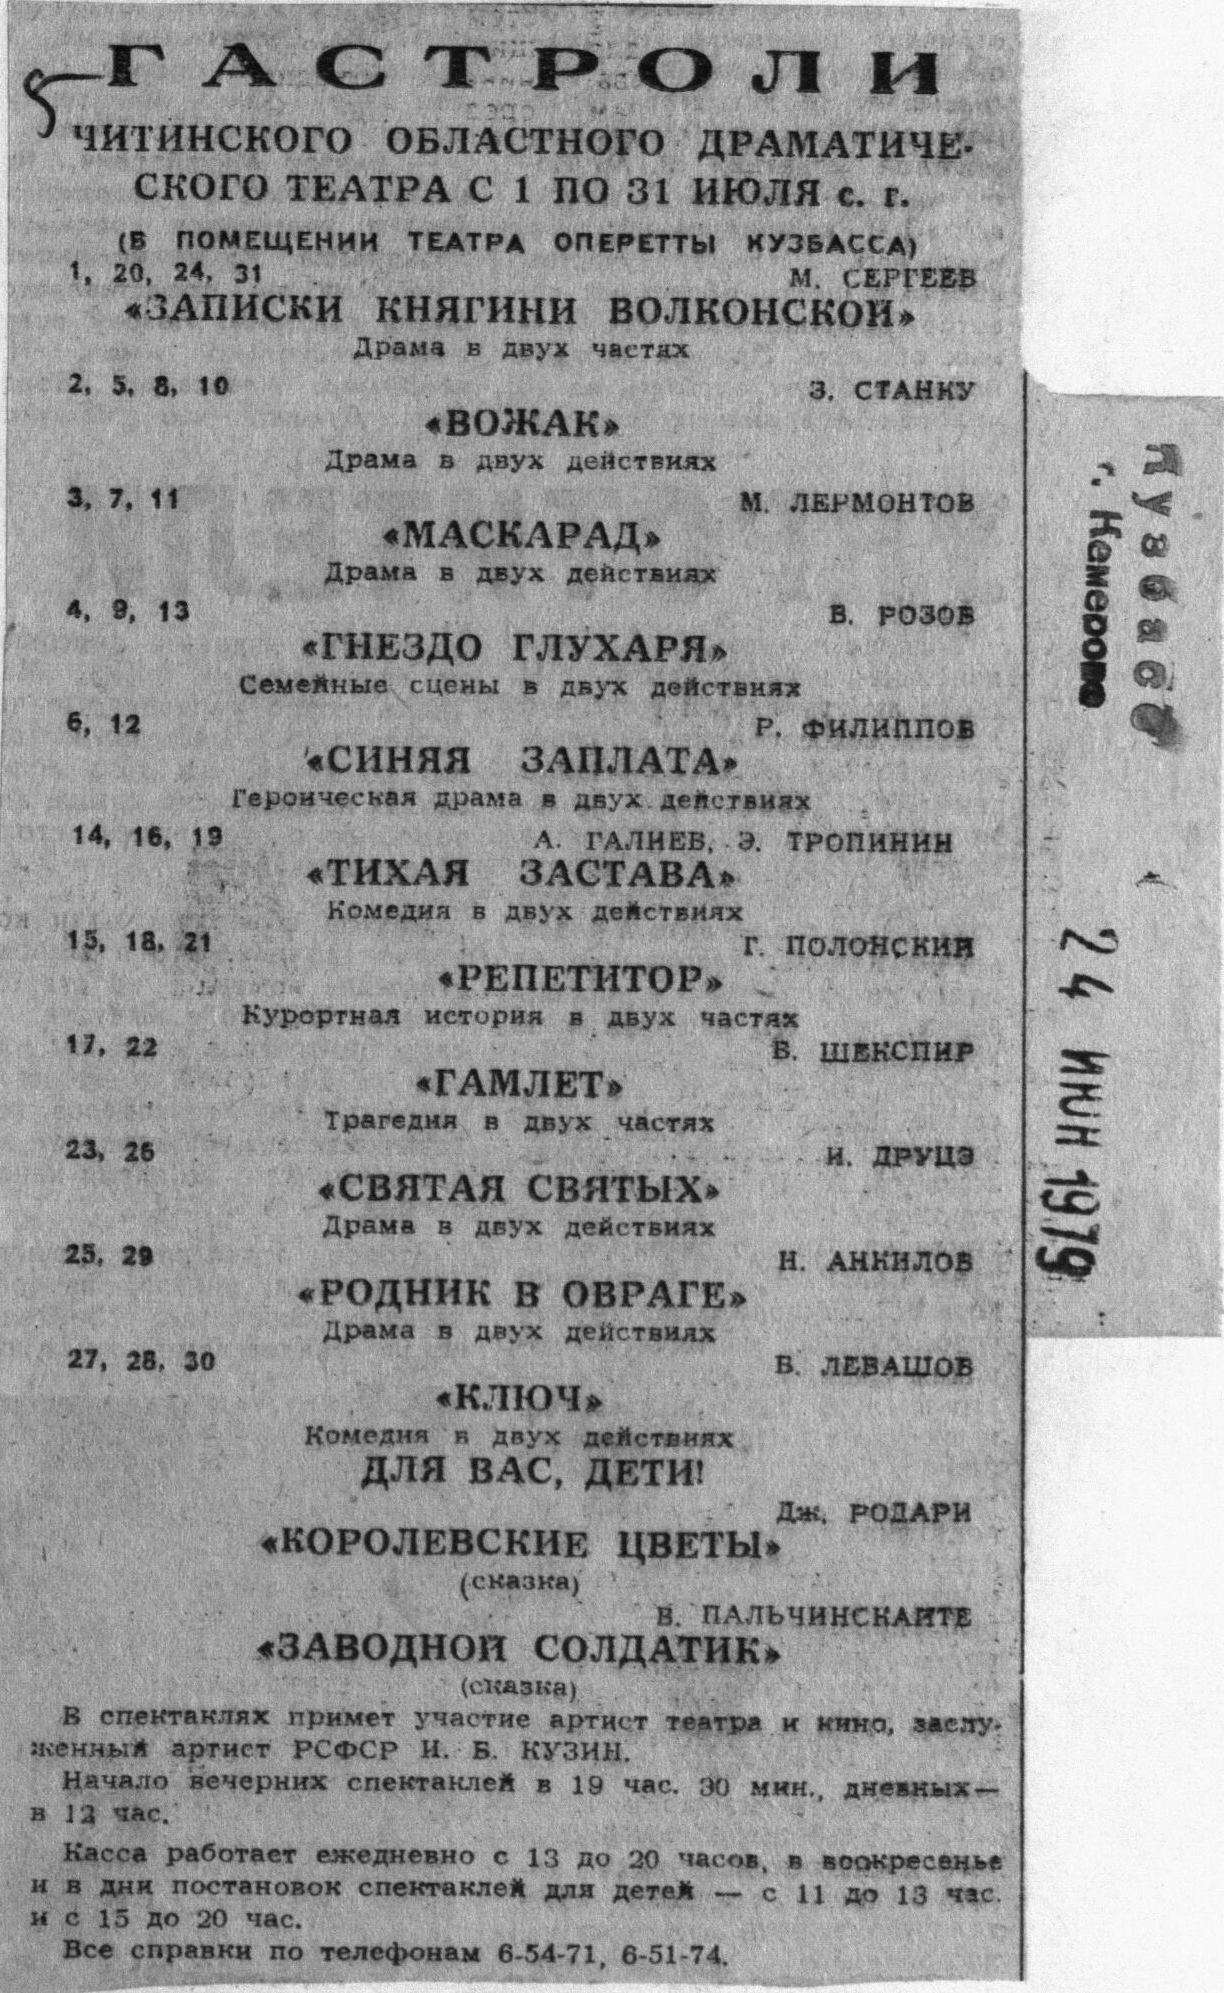 ГАСТРОЛИ
ЧИТИНСКОГО ОБЛАСТНОГО ДРАМАТИЧЕ-
СКОГО ТЕАТРА С 1 ПО 31 ИЮЛЯ с. г.
(В ПОМЕЩЕНИИ ТЕАТРА ОПЕРЕТТЫ КУЗБАССА)
1, 20, 24, 31 М. СЕРГЕЕВ
«ЗАПИСКИ КНЯГИНИ ВОЛКОНСКОЙ»
Драма в двух частях
2, 5, 8, 10 З. СТАНКУ
«ВОЖАК»
Драма в двух действиях
3, 7, 11 М. ЛЕРМОНТОВ
«МАСКАРАД»
Драма в двух действиях
4, 9, 13 В. РОЗОВ
«ГНЕЗДО ГЛУХАРЯ»
Семейные сцены в двух действиях
6, 12 Р. ФИЛИППОВ
«СИНЯЯ ЗАПЛАТА»
Героическая драма в двух действиях
14, 16, 19 А. ГАЛИЕВ, Э. ТРОПИНИН
«ТИХАЯ ЗАСТАВА»
Комедия в двух действиях
15, 18, 21 Г. ПОЛОНСКИЙ
«РЕПЕТИТОР»
Курортная история в двух частях
17, 22 В. ШЕКСПИР
«ГАМЛЕТ»
Трагедия в двух частях
23, 26 И. ДРУЦЭ
«СВЯТАЯ СВЯТЫХ»
Драма в двух действиях
25, 29 Н. АНКИЛОВ
«РОДНИК В ОВРАГЕ»
Драма в двух действиях
27, 28, 30 В. ЛЕВАШОВ
«КЛЮЧ»
Комедия в двух действиях
ДЛЯ ВАС, ДЕТИ!
Дж. РОДАРИ
«КОРОЛЕВСКИЕ ЦВЕТЫ»
(сказка)
В. ПАЛЬЧИНСКАЙТЕ
«ЗАВОДНОЙ СОЛДАТИК»
(сказка)
В спектаклях примет участие артист театра и кино, заслу-
женный артист РСФСР И. Б. КУЗИН.
Начало вечерних спектаклей в 19 час. 30 мин., дневных—
в 12 час.
Касса работает ежедневно с 13 до 20 часов, в воскресенье
и в дни постановок спектаклей для детей — с 11 до 13 час.
и с 15 до 20 час.
Все справки по телефонам 6-54-71, 6-51-74.
г. Кемерово
24 ИЮН 1979